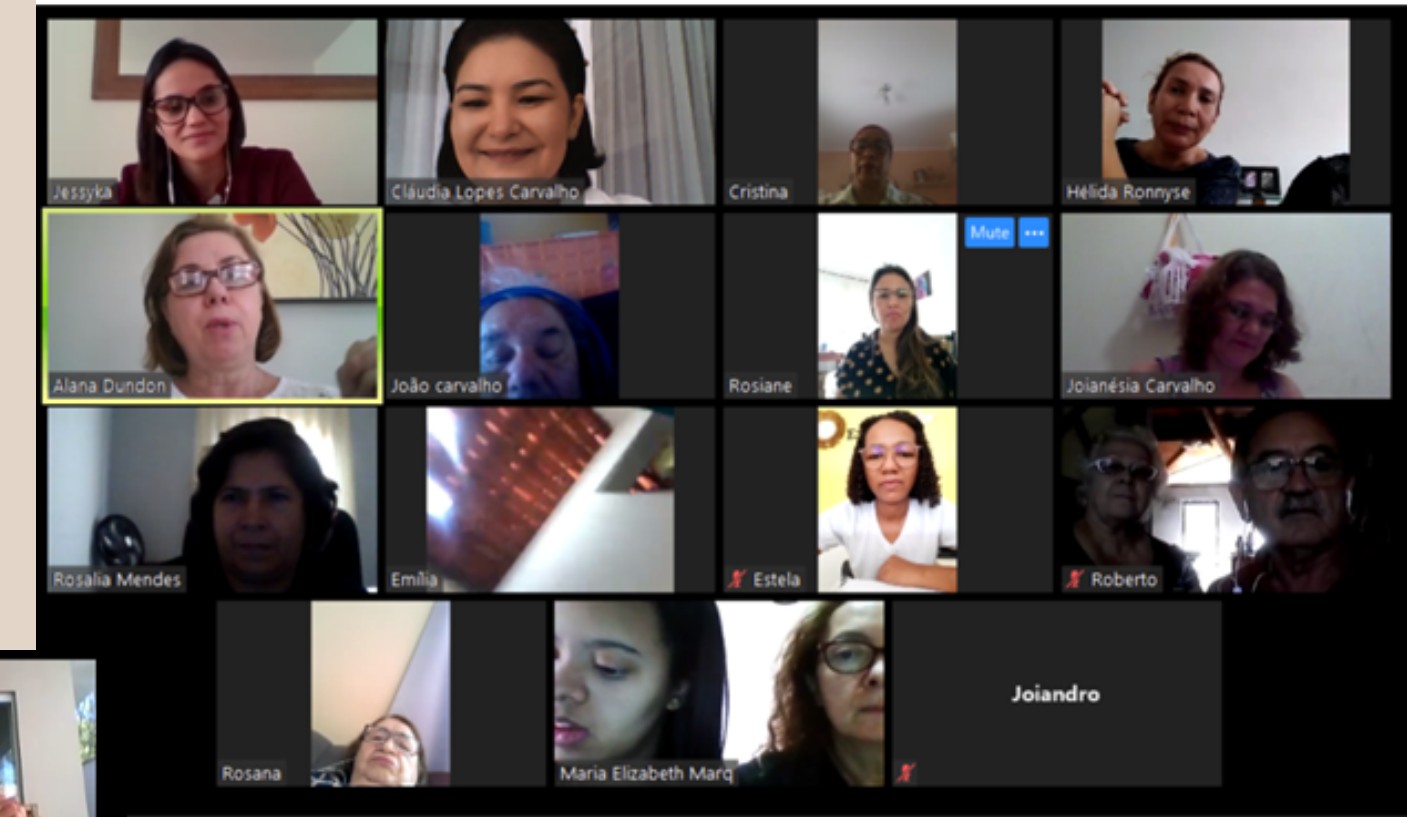 Jessyka
Cláudia Lopes Carvalho
Cristina
Hélida Ronnyse
Alana Dundon
João carvalho
Rosiane
Mute
Joianésia Carvalho
Rosalia Mendes
Emília
Estela
Roberto
Rosana
Maria Elizabeth Marq
Joiandro